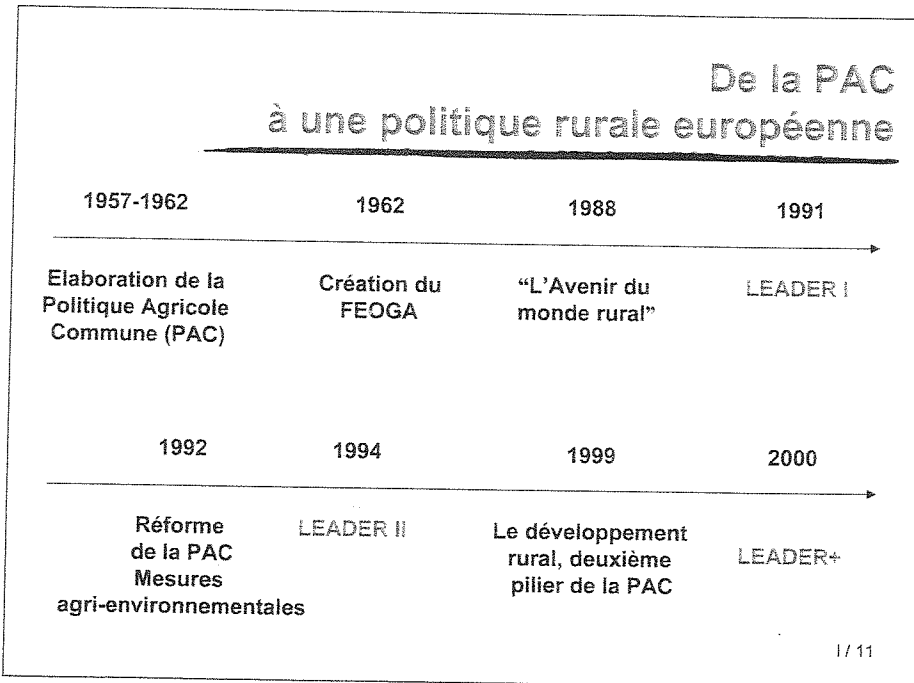 De la PAC
à une politique rurale européenne
1957-1962 1962 1988 1991
Elaboration de la
Politique Agricole
Commune (PAC)
Création du
FEOGA
“L’Avenir du
monde rural”
LEADER I
1992 1994 1999 2000
Réforme
de la PAC
Mesures
agri-environnementales
LEADER II
Le développement
rural, deuxième
pilier de la PAC
LEADER+
I / 11